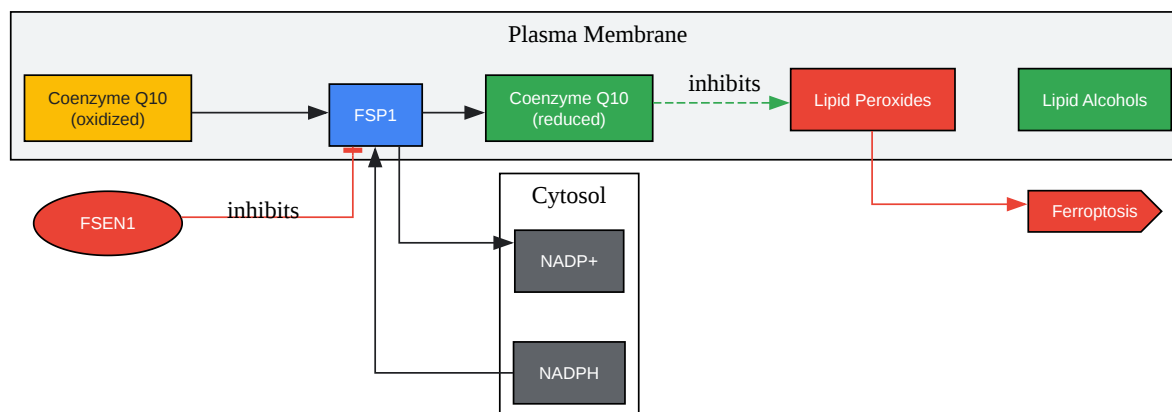 Plasma Membrane
Coenzyme Q10
(oxidized)
FSP1
Coenzyme Q10
(reduced)
inhibits
Lipid Peroxides
Lipid Alcohols
FSEN1
inhibits
Cytosol
NADP+
NADPH
Ferroptosis